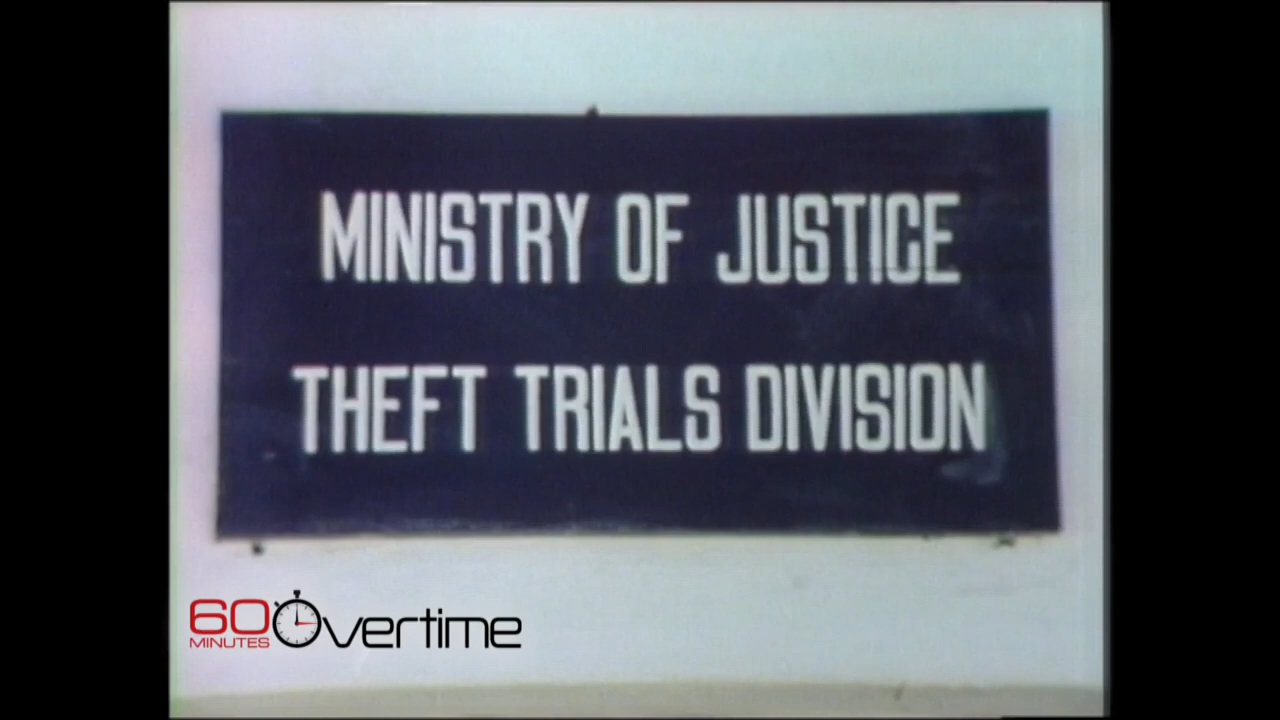 MINISTRY OF JUSTICE
THEFT TRIALS DIVISION
60 Overtime
MINUTES